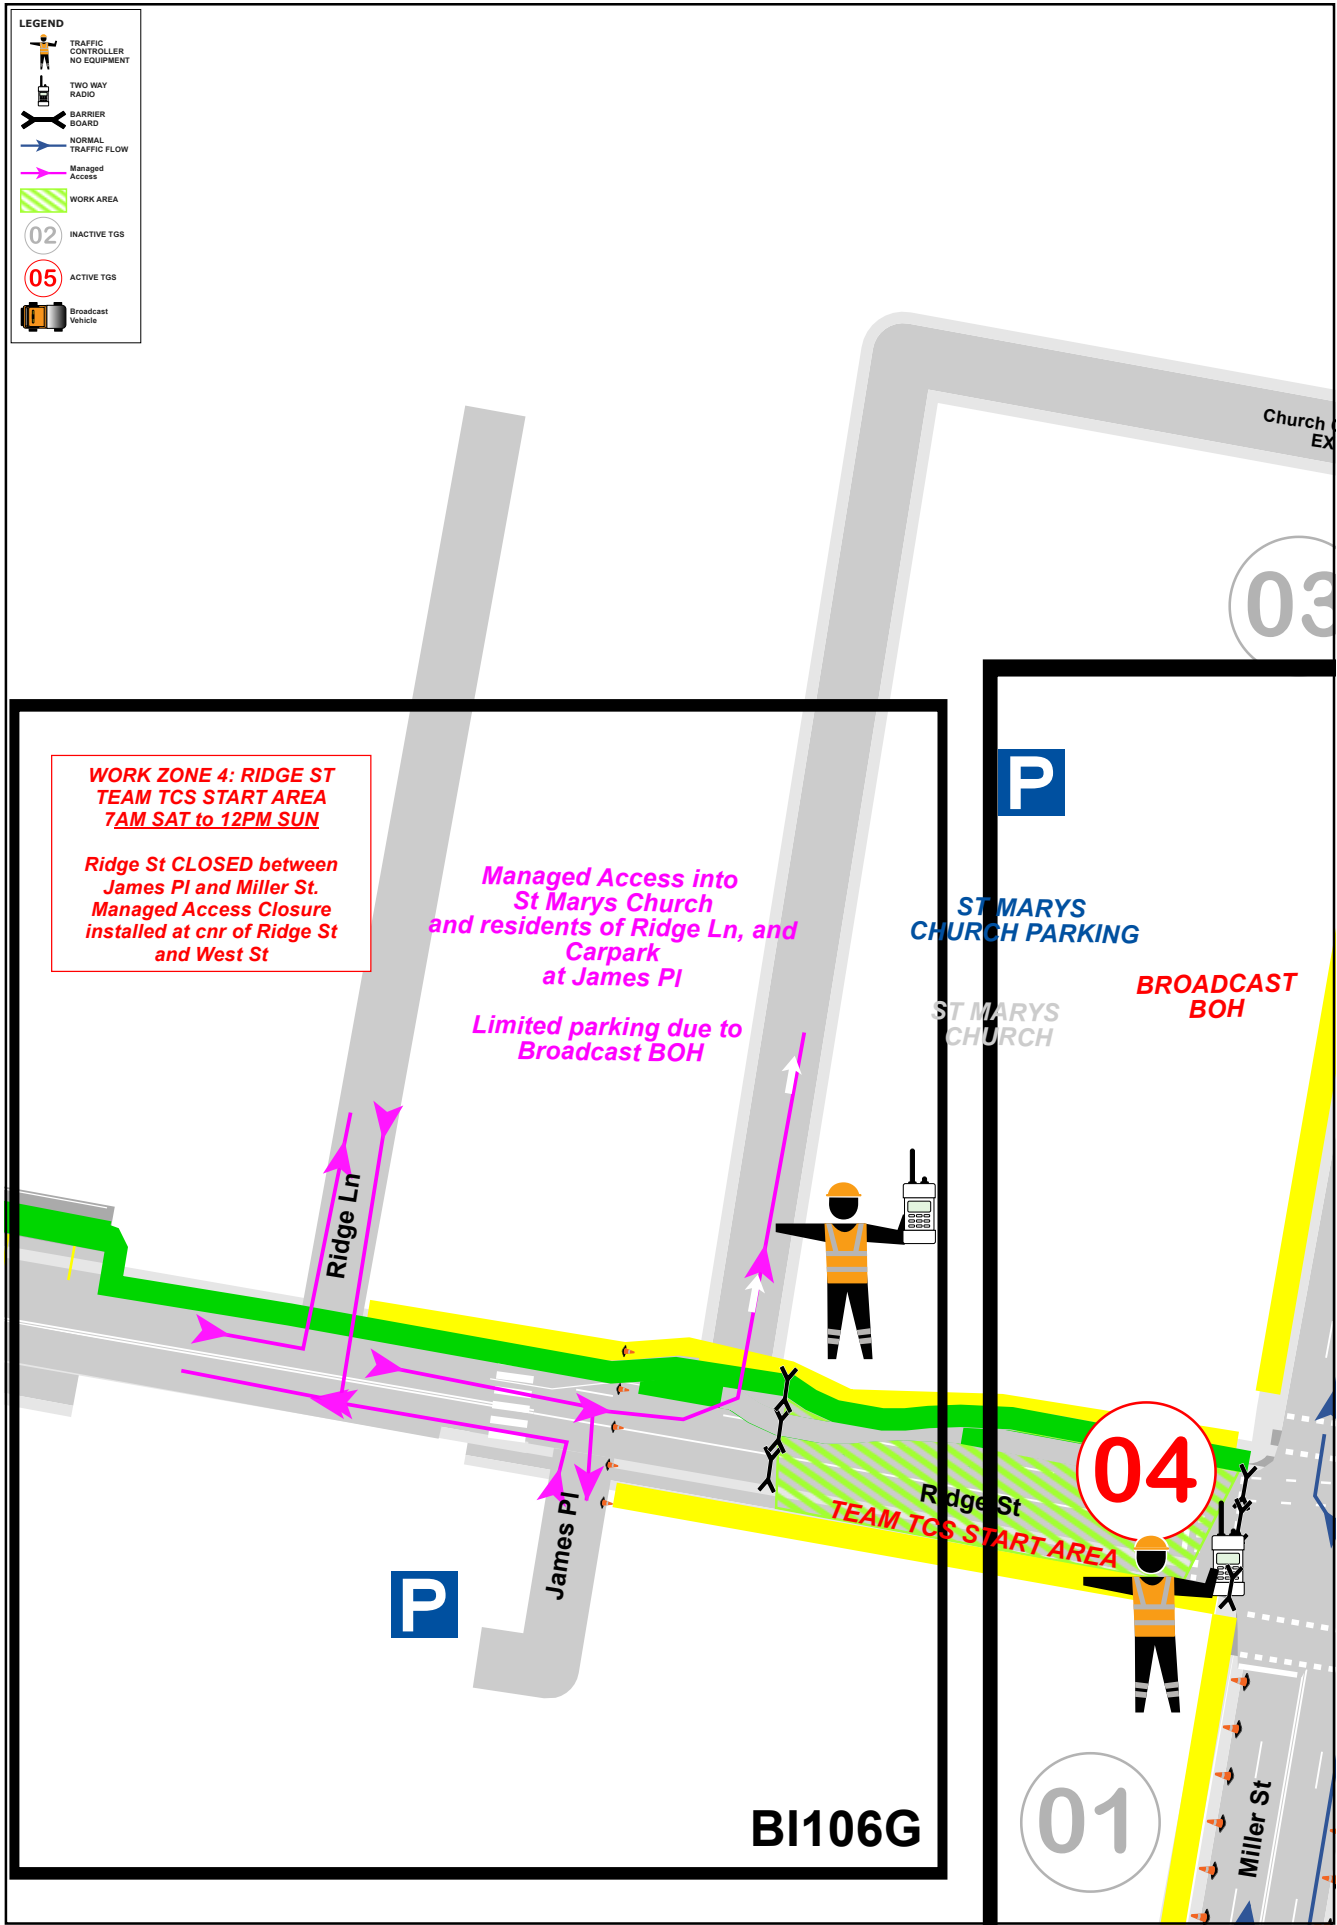 LEGEND
TRAFFIC
CONTROLLER
NO EQUIPMENT
TWO WAY
RADIO
BARRIER
BOARD
NORMAL
TRAFFIC FLOW
Managed
Access
WORK AREA
02
INACTIVE TGS
05
ACTIVE TGS
Broadcast
Vehicle
Church
EX
03
WORK ZONE 4: RIDGE ST
TEAM TCS START AREA
7AM SAT to 12PM SUN
Ridge St CLOSED between
James Pl and Miller St.
Managed Access Closure
installed at cnr of Ridge St
and West St
Managed Access into
St Marys Church
and residents of Ridge Ln, and
Carpark
at James Pl
Limited parking due to
Broadcast BOH
P
ST MARYS
CHURCH PARKING
BROADCAST
BOH
ST MARYS
CHURCH
Ridge Ln
04
Ridge St
TEAM TCS START AREA
James Pl
P
Miller St
01
BI106G